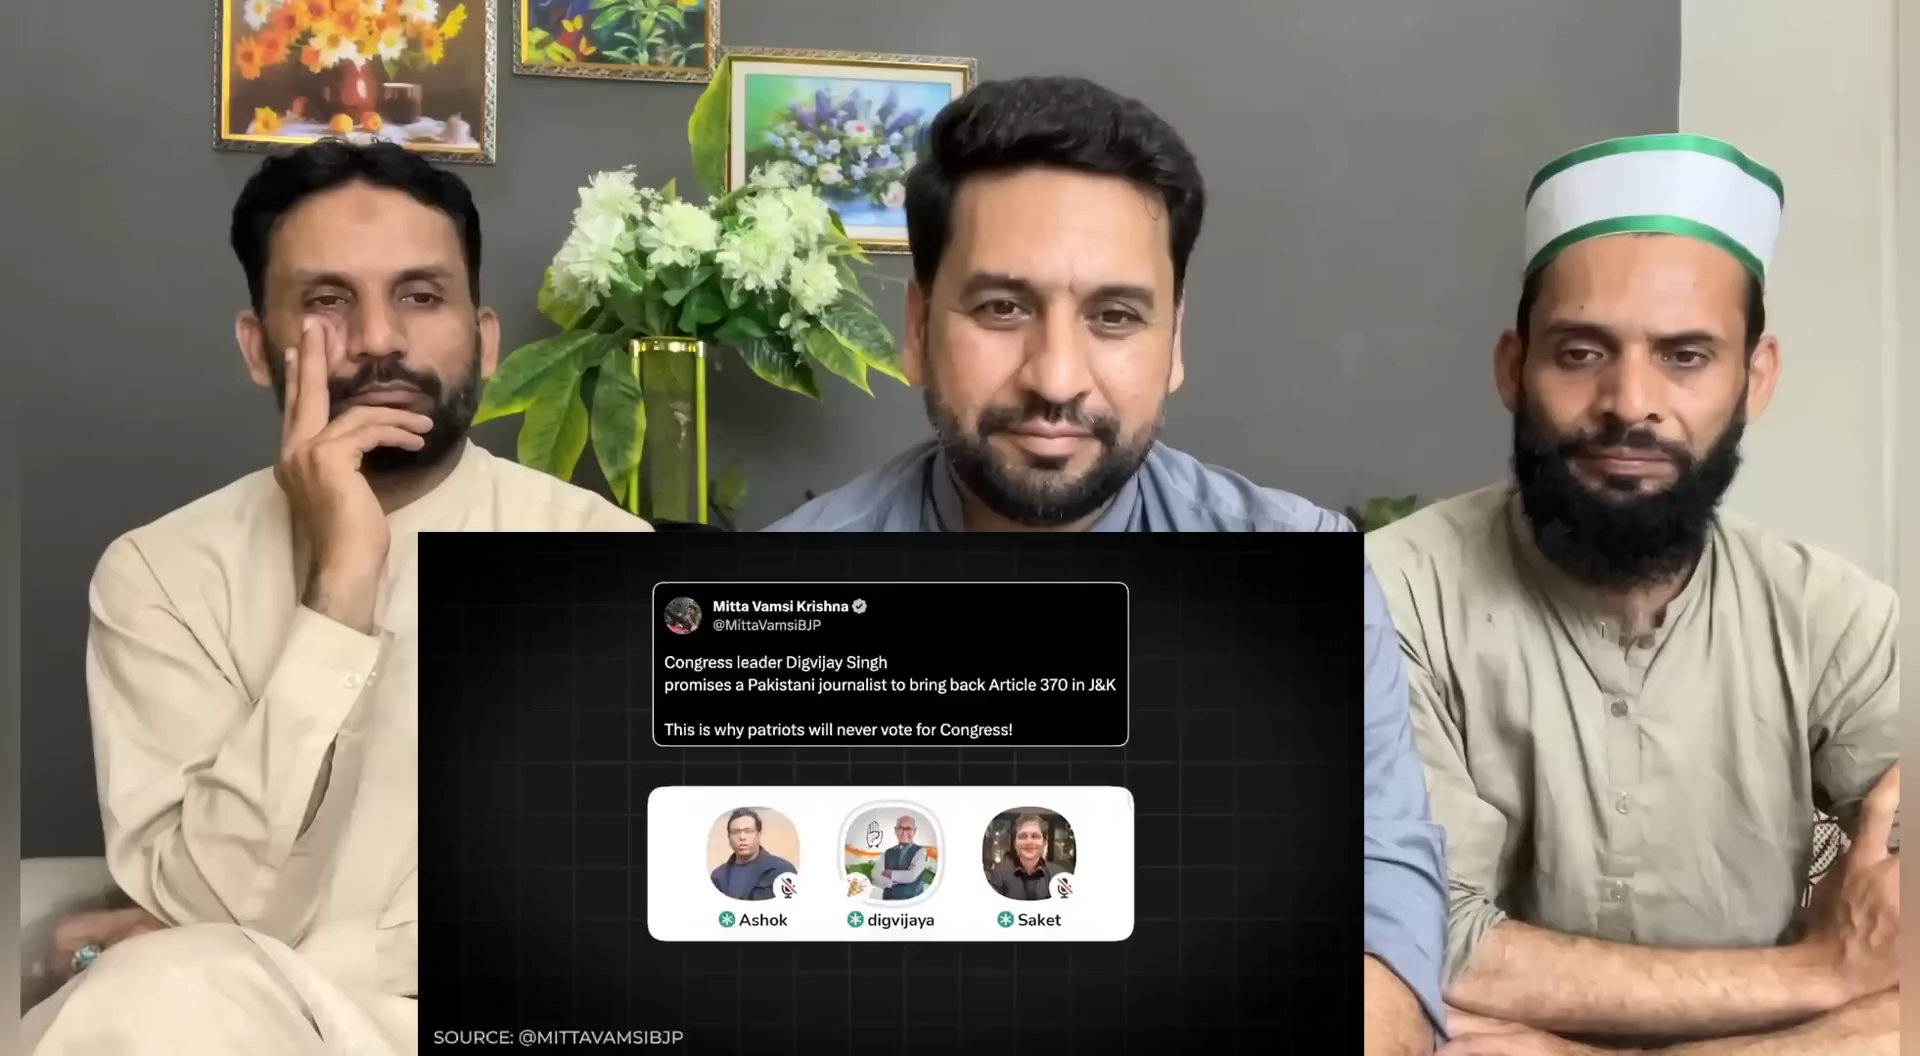 Mitta Vamsi Krishna
@MittaVamsiBJP
Congress leader Digvijay Singh
promises a Pakistani journalist to bring back Article 370 in J&K
This is why patriots will never vote for Congress!
Ashok
digvijaya
Saket
SOURCE: @MITTAVAMSIBJP